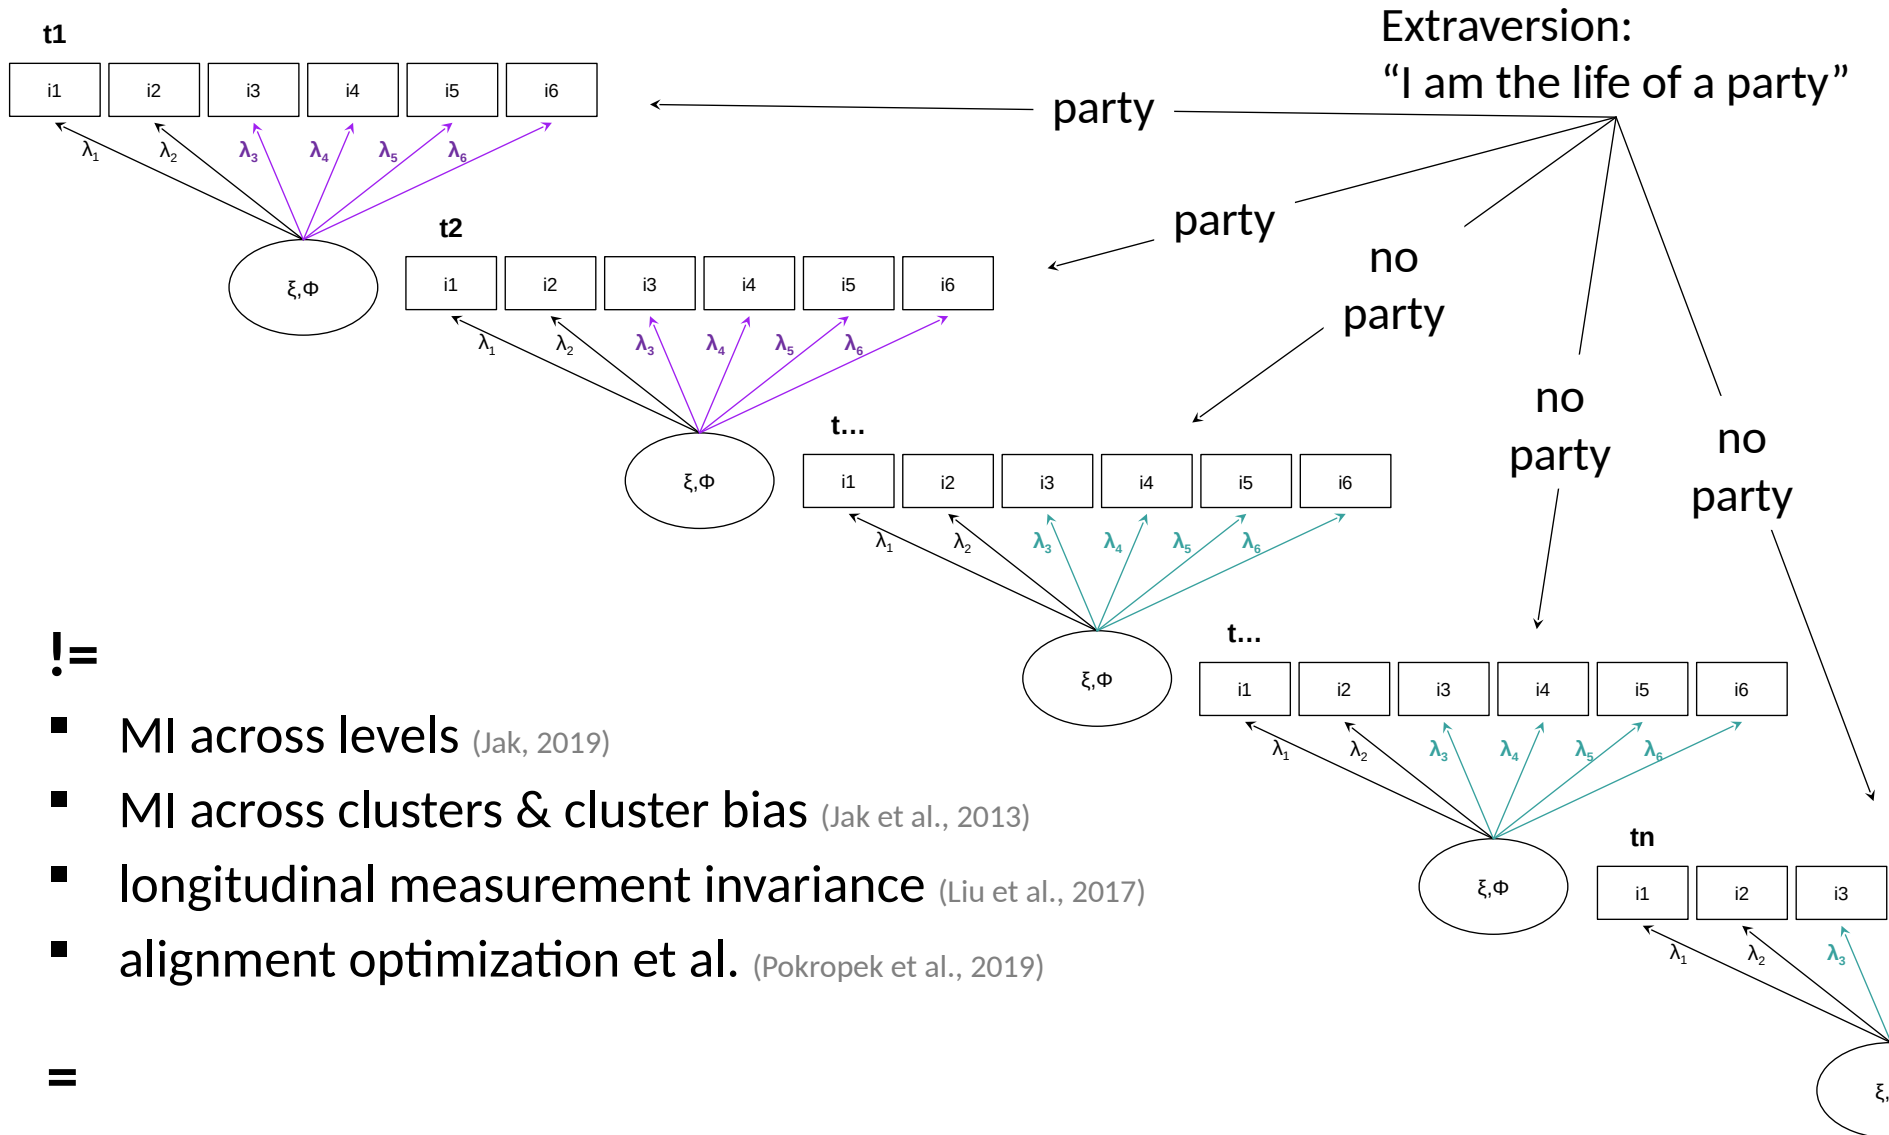 Extraversion:
“I am the life of a party”
party
party
no
party
no
party
no
party
t1
i1 i2 i3 i4 i5 i6
λ1 λ2 λ3 λ4 λ5 λ6
ξ,Φ
t2
i1 i2 i3 i4 i5 i6
λ1 λ2 λ3 λ4 λ5 λ6
ξ,Φ
t...
i1 i2 i3 i4 i5 i6
λ1 λ2 λ3 λ4 λ5 λ6
ξ,Φ
t...
i1 i2 i3 i4 i5 i6
λ1 λ2 λ3 λ4 λ5 λ6
ξ,Φ
tn
i1 i2 i3
λ1 λ2 λ3
ξ,
!=
▪ MI across levels (Jak, 2019)
▪ MI across clusters & cluster bias (Jak et al., 2013)
▪ longitudinal measurement invariance (Liu et al., 2017)
▪ alignment optimization et al. (Pokropek et al., 2019)
=